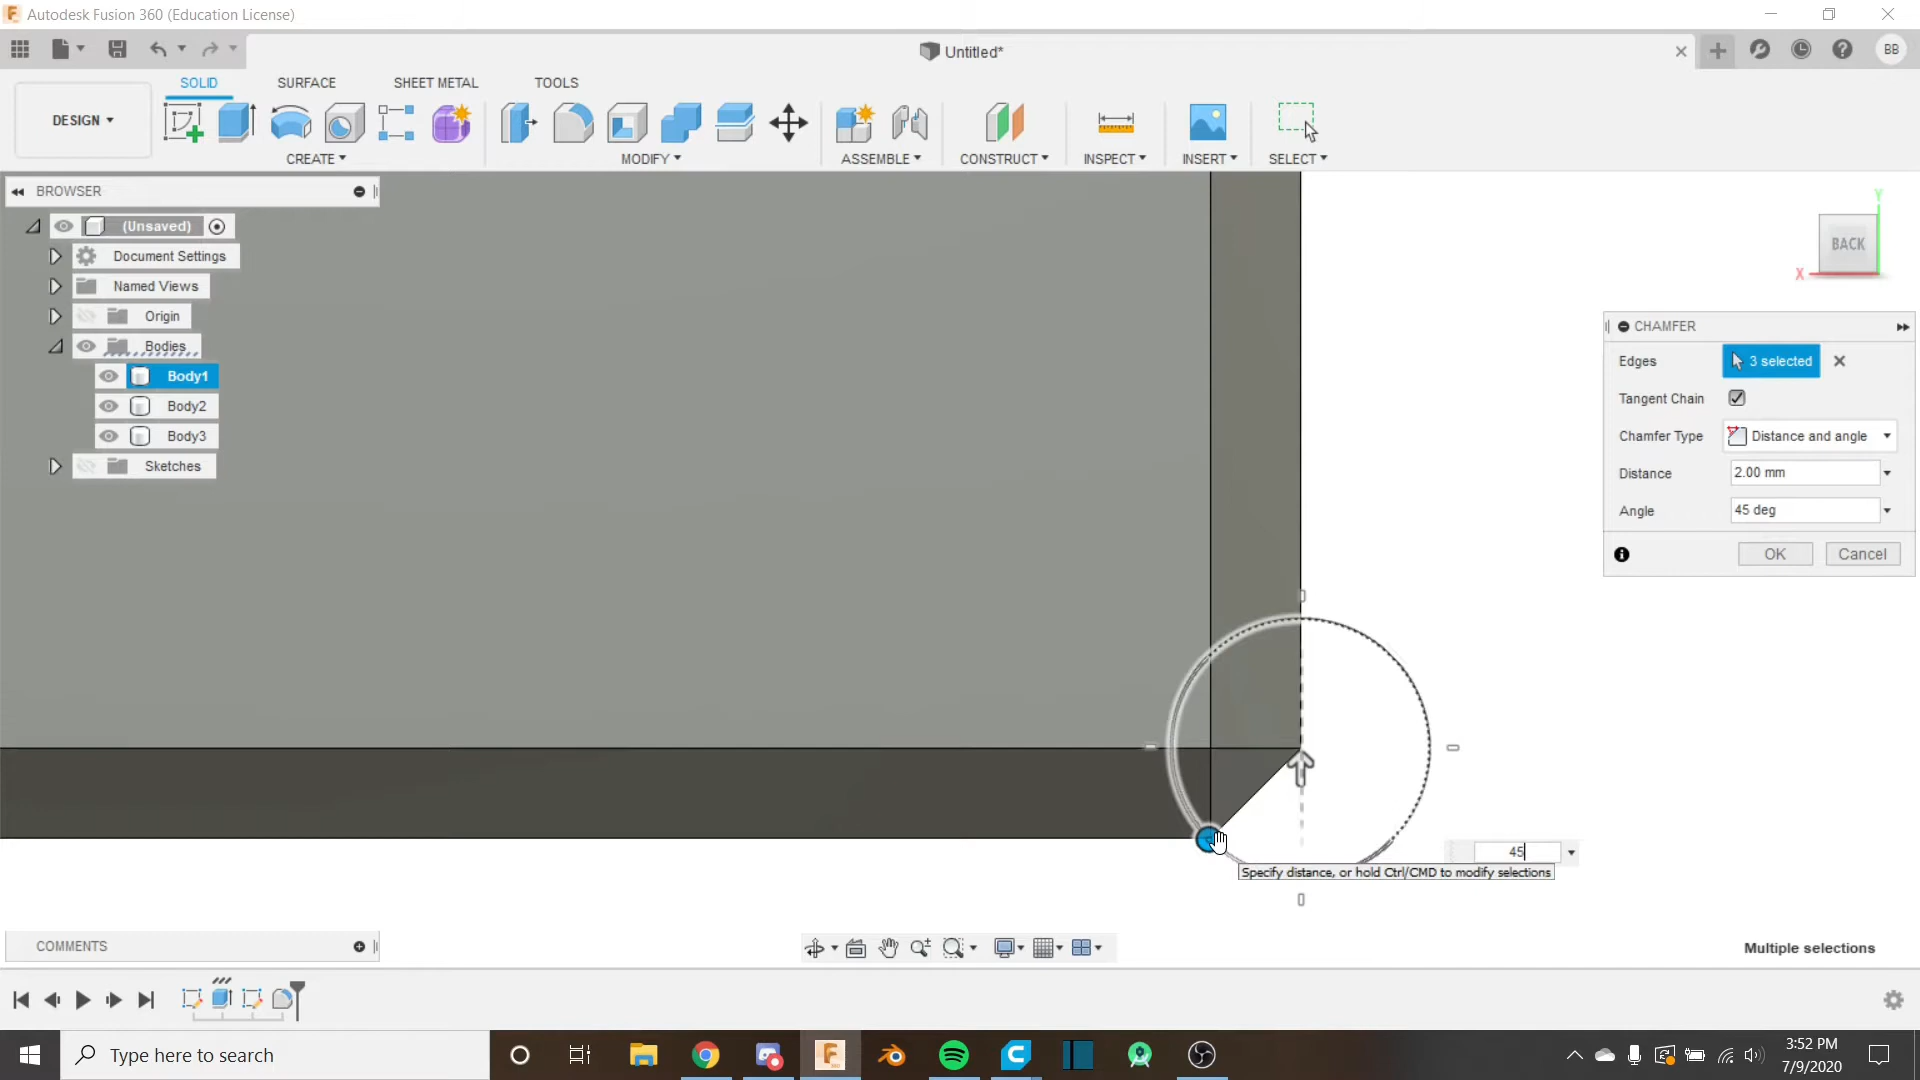 Autodesk Fusion 360 (Education License)
Untitled*
BB
DESIGN
SOLID
SURFACE
SHEET METAL
TOOLS
CREATE
MODIFY
ASSEMBLE
CONSTRUCT
INSPECT
INSERT
SELECT
BROWSER
(Unsaved)
Document Settings
Named Views
Origin
Bodies
Body1
Body2
Body3
Sketches
Y
BACK
X
CHAMFER
Edges
3 selected
Tangent Chain
Chamfer Type
Distance and angle
Distance
2.00 mm
Angle
45 deg
OK
Cancel
45
Specify distance, or hold Ctrl/CMD to modify selections
COMMENTS
Multiple selections
Type here to search
3:52 PM
7/9/2020